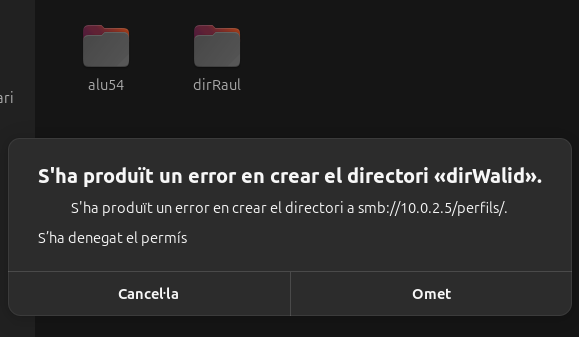 alu54
dirRaul
ari
S'ha produït un error en crear el directori «dirWalid».
S'ha produït un error en crear el directori a smb://10.0.2.5/perfils/.
S'ha denegat el permís
Cancel·la
Omet